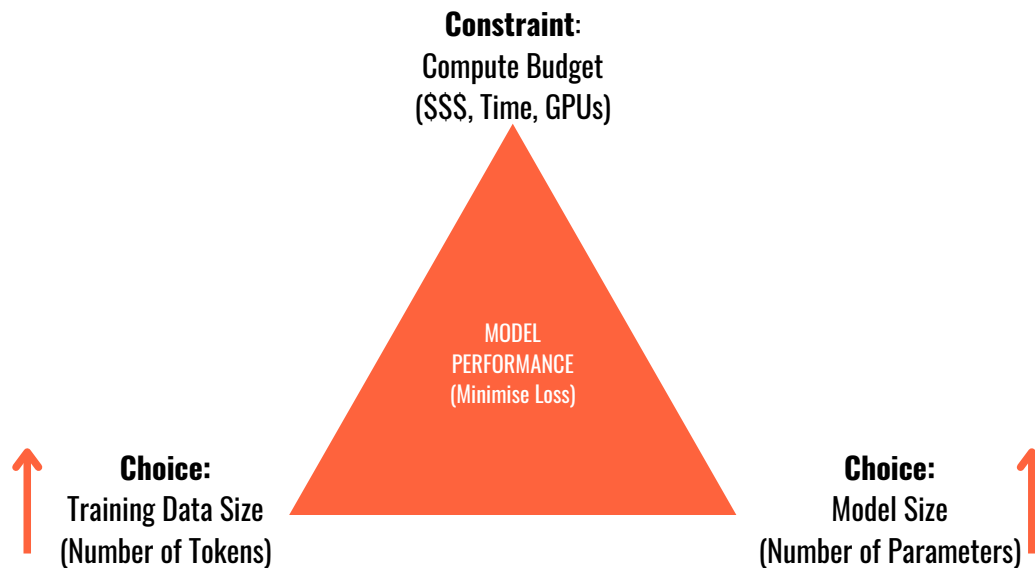 Constraint:
Compute Budget
($$$, Time, GPUs)
MODEL
PERFORMANCE
(Minimise Loss)
Choice:
Training Data Size
(Number of Tokens)
Choice:
Model Size
(Number of Parameters)